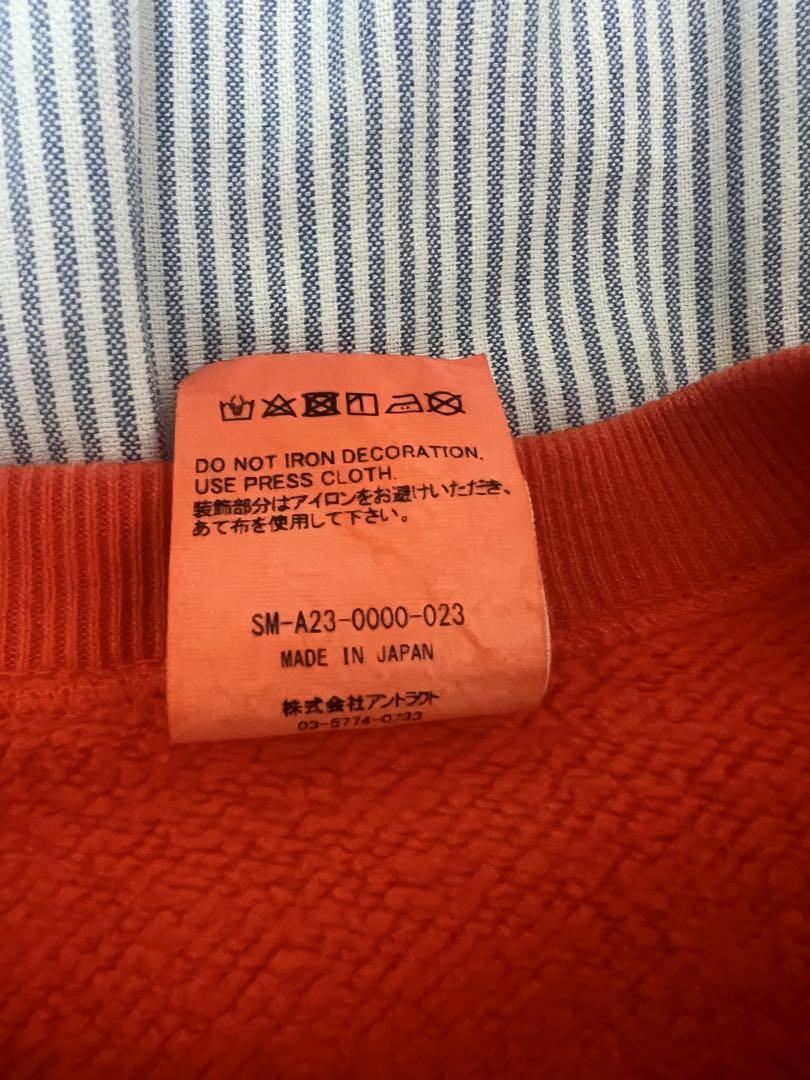 DO NOT IRON DECORATION.
USE PRESS CLOTH.
装飾部分はアイロンをお避けいただき、
あて布を使用して下さい。
SM-A23-0000-023
MADE IN JAPAN
株式会社アントラクト
03-5774-0733